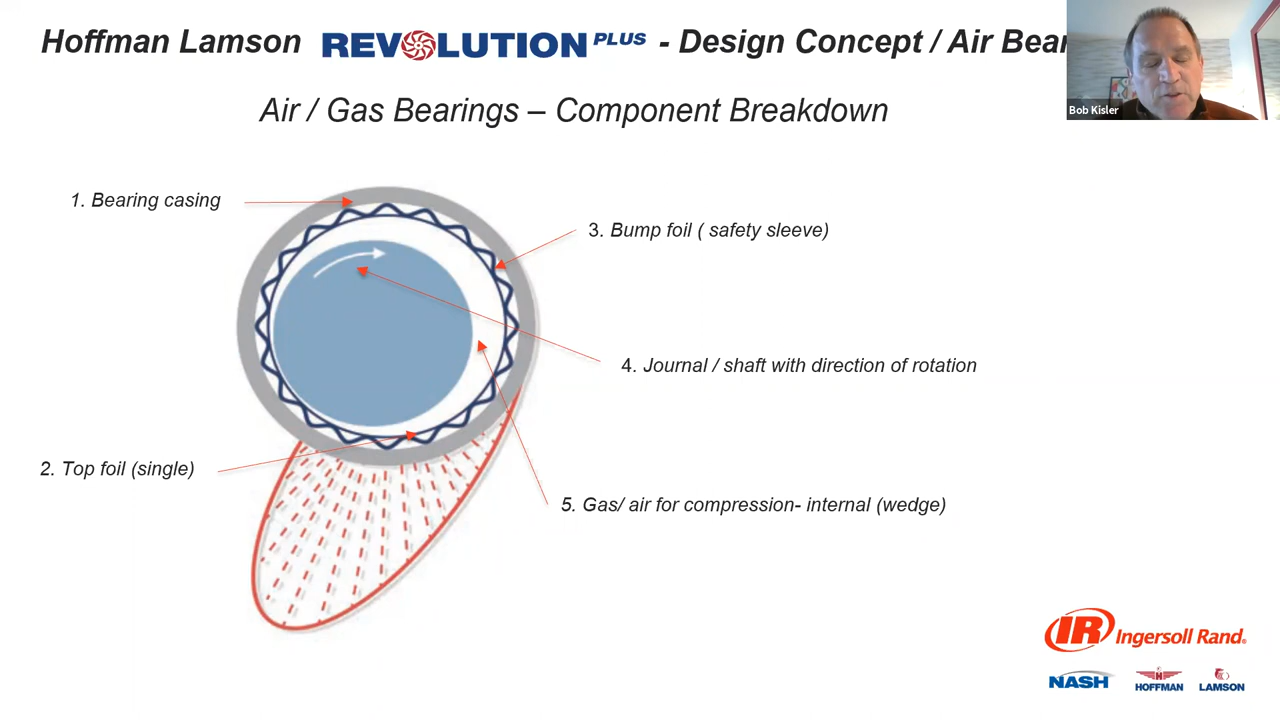 Hoffman Lamson REVOLUTION PLUS - Design Concept / Air Bear
Bob Kisler
Air / Gas Bearings – Component Breakdown
1. Bearing casing
3. Bump foil ( safety sleeve)
4. Journal / shaft with direction of rotation
2. Top foil (single)
5. Gas/ air for compression- internal (wedge)
IR Ingersoll Rand®
NASH HOFFMAN LAMSON